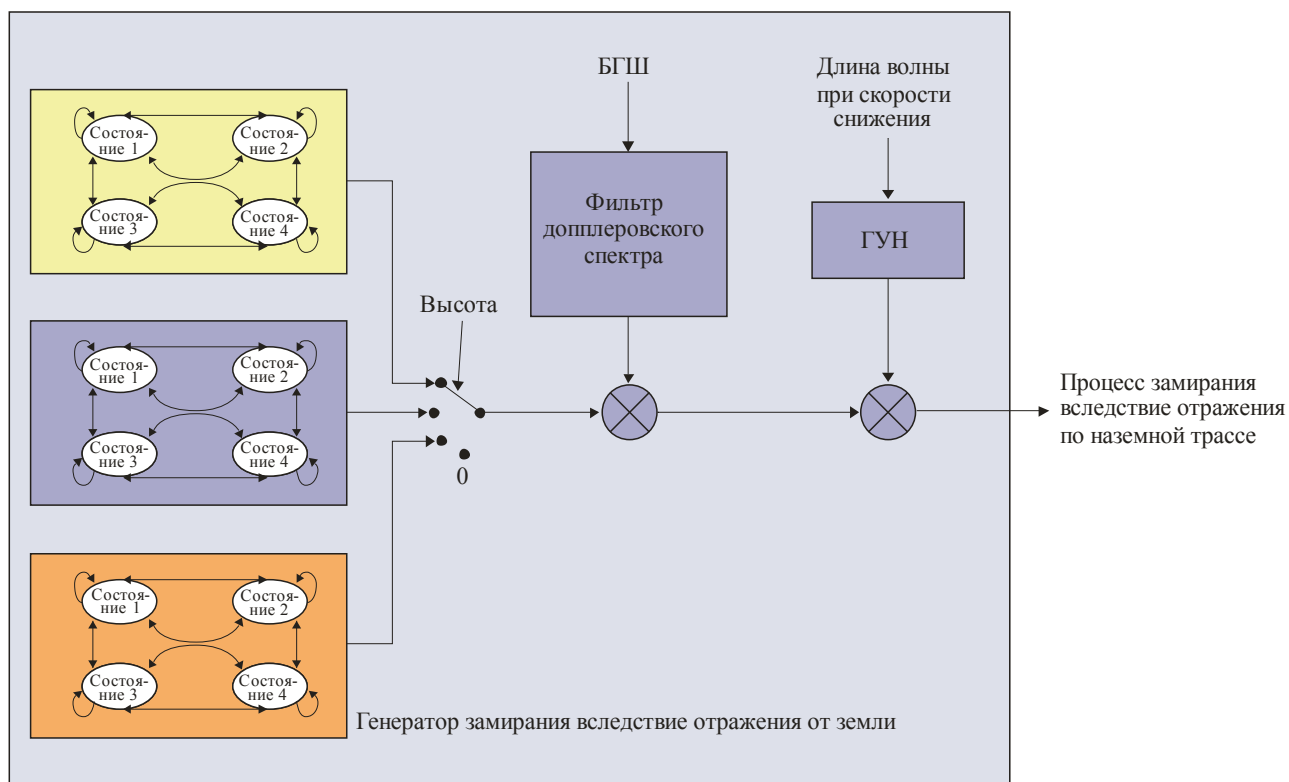 БГШ
Длина волны
при скорости
снижения
Состоя-
ние 1
Состоя-
ние 2
Состоя-
ние 3
Состоя-
ние 4
Фильтр
допплеровского
спектра
ГУН
Высота
Состоя-
ние 1
Состоя-
ние 2
Состоя-
ние 3
Состоя-
ние 4
0
Процесс замирания
вследствие отражения
по наземной трассе
Состоя-
ние 1
Состоя-
ние 2
Состоя-
ние 3
Состоя-
ние 4
Генератор замирания вследствие отражения от земли